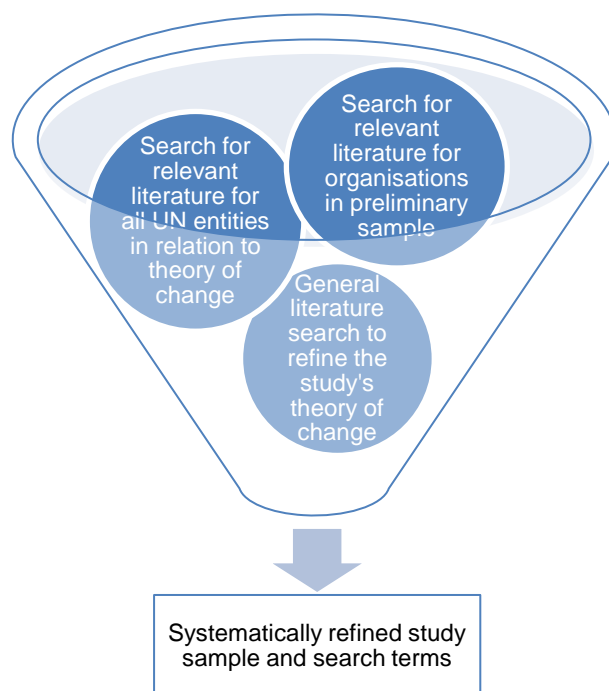 Search for
relevant
literature for
all UN entities
in relation to
theory of
change
Search for
relevant
literature for
organisations
in preliminary
sample
General
literature
search to
refine the
study's
theory of
change
Systematically refined study
sample and search terms